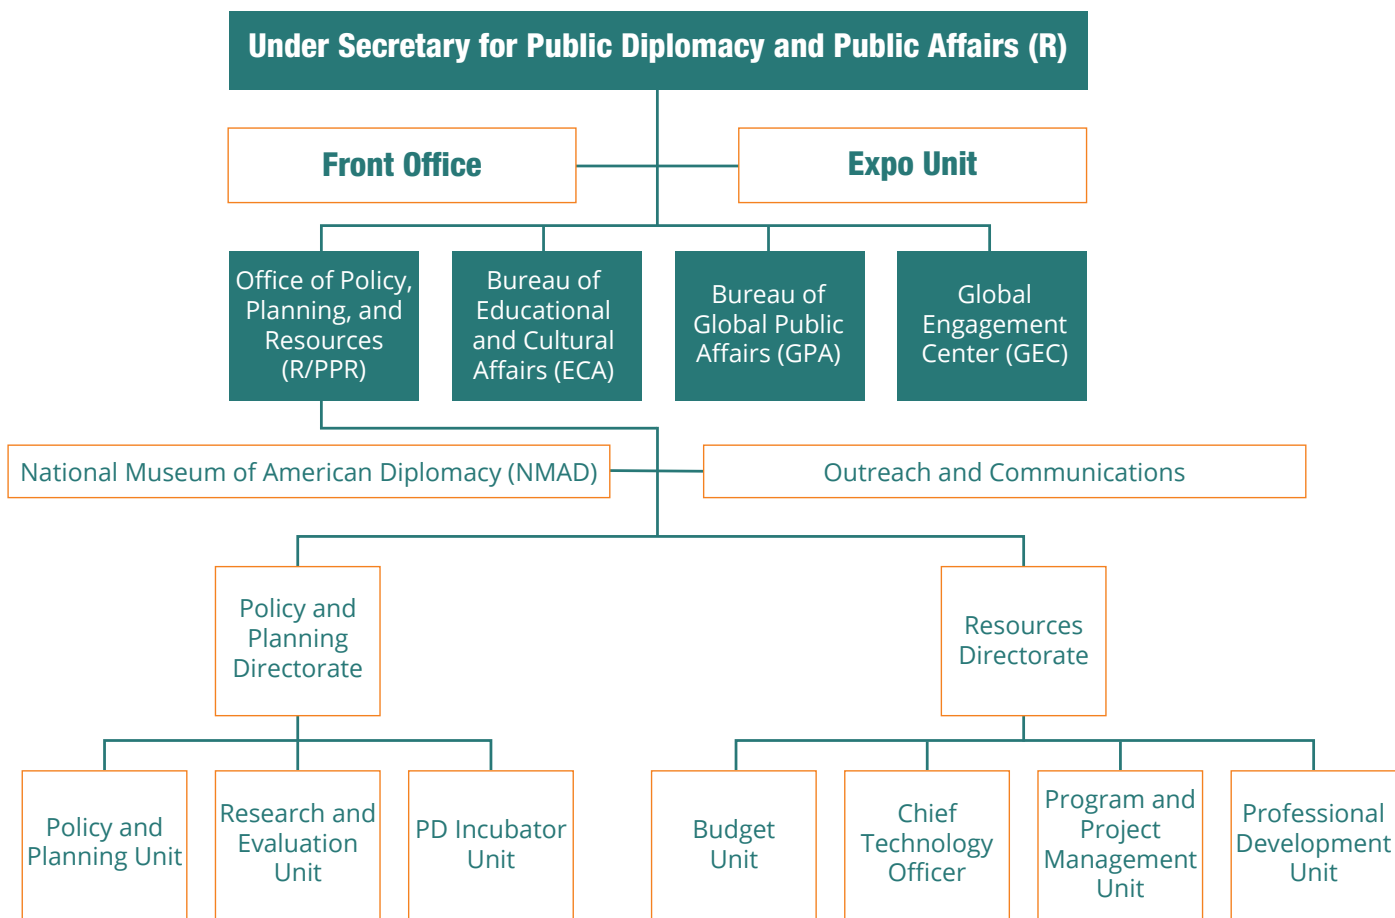 Under Secretary for Public Diplomacy and Public Affairs (R)
Front Office
Expo Unit
Office of Policy,
Planning, and
Resources
(R/PPR)
Bureau of
Educational
and Cultural
Affairs (ECA)
Bureau of
Global Public
Affairs (GPA)
Global
Engagement
Center (GEC)
National Museum of American Diplomacy (NMAD)
Outreach and Communications
Policy and
Planning
Directorate
Resources
Directorate
Policy and
Planning Unit
Research and
Evaluation
Unit
PD Incubator
Unit
Budget
Unit
Chief
Technology
Officer
Program and
Project
Management
Unit
Professional
Development
Unit